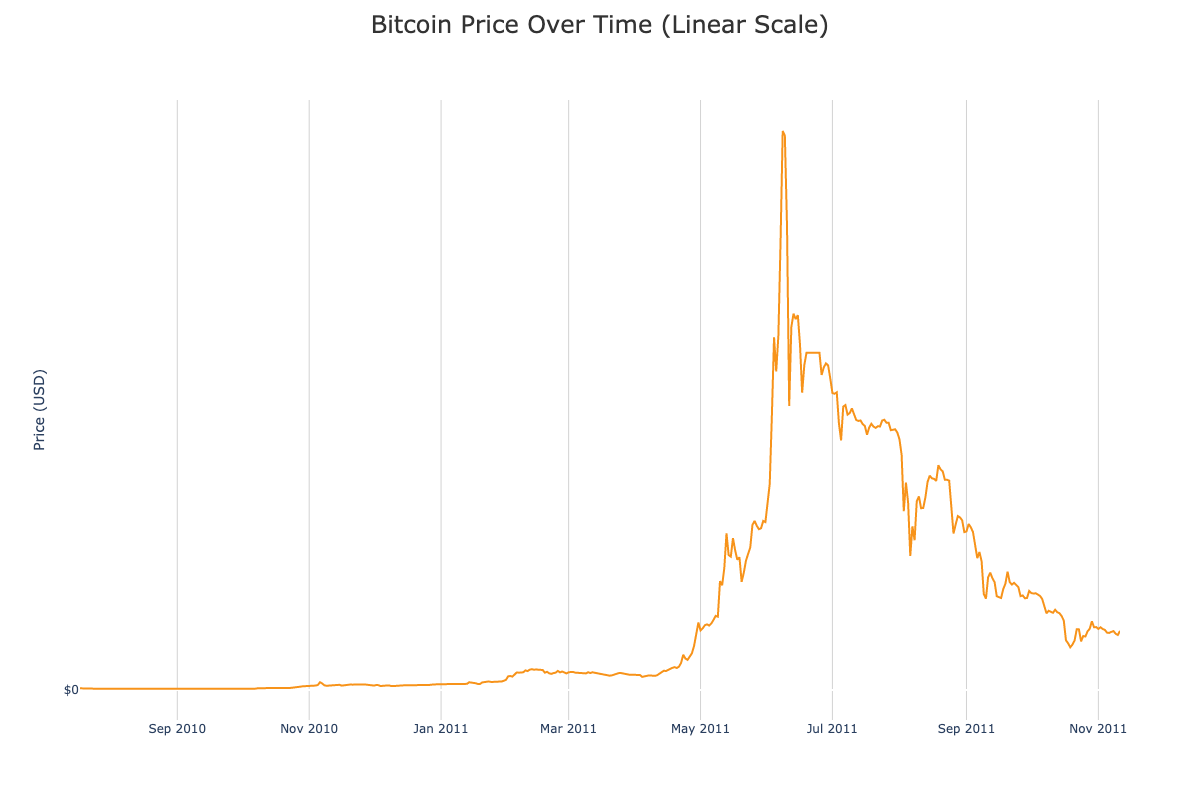 Bitcoin Price Over Time (Linear Scale)
Price (USD)
$0
Sep 2010
Nov 2010
Jan 2011
Mar 2011
May 2011
Jul 2011
Sep 2011
Nov 2011